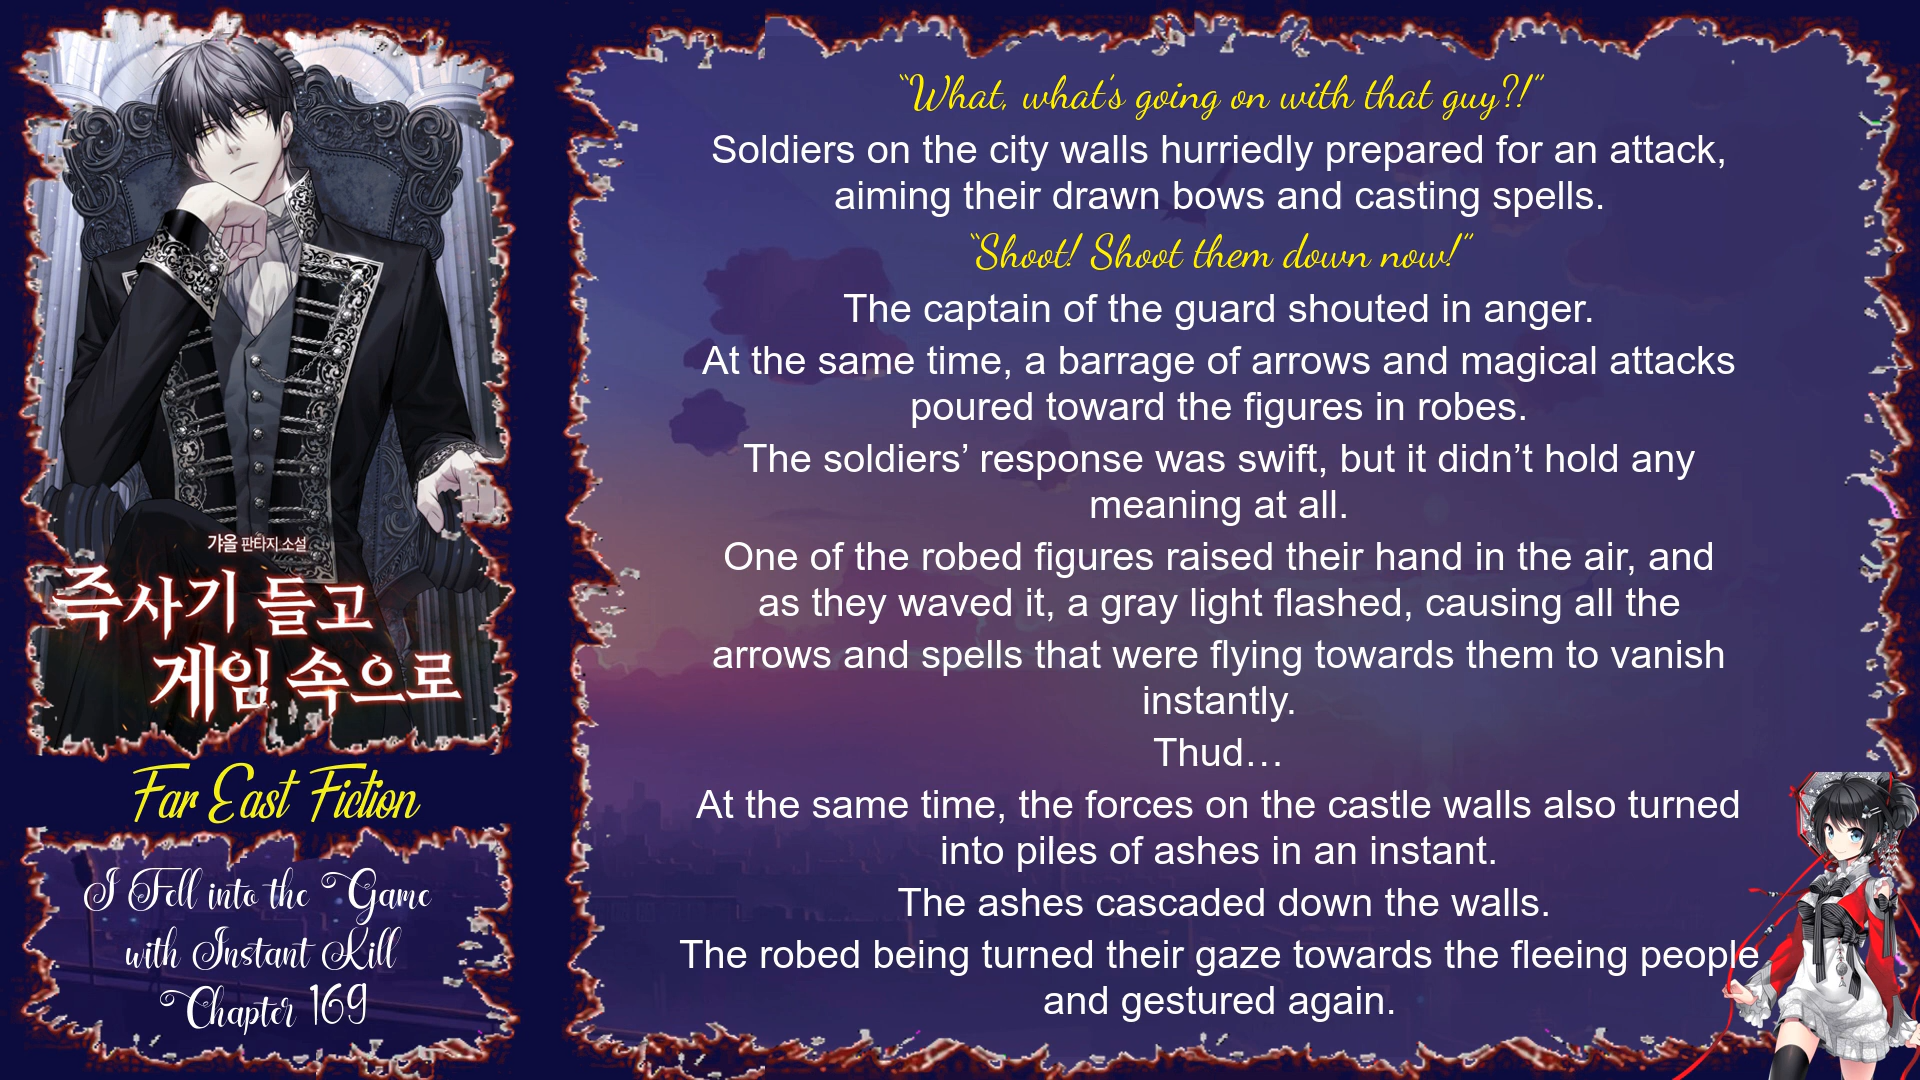 갸올 판타지 소설
즉사기 들고
게임 속으로
Far East Fiction
I Fell into the Game
with Instant Kill
Chapter 169
“What, what’s going on with that guy?!”
Soldiers on the city walls hurriedly prepared for an attack,
aiming their drawn bows and casting spells.
“Shoot! Shoot them down now!”
The captain of the guard shouted in anger.
At the same time, a barrage of arrows and magical attacks
poured toward the figures in robes.
The soldiers’ response was swift, but it didn’t hold any
meaning at all.
One of the robed figures raised their hand in the air, and
as they waved it, a gray light flashed, causing all the
arrows and spells that were flying towards them to vanish
instantly.
Thud…
At the same time, the forces on the castle walls also turned
into piles of ashes in an instant.
The ashes cascaded down the walls.
The robed being turned their gaze towards the fleeing people
and gestured again.